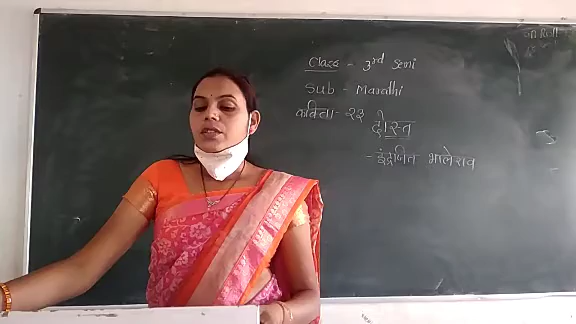 Class - 3rd Semi
Sub - Marathi
कविता - २२
दोस्त
- इंद्रजित भालेराव